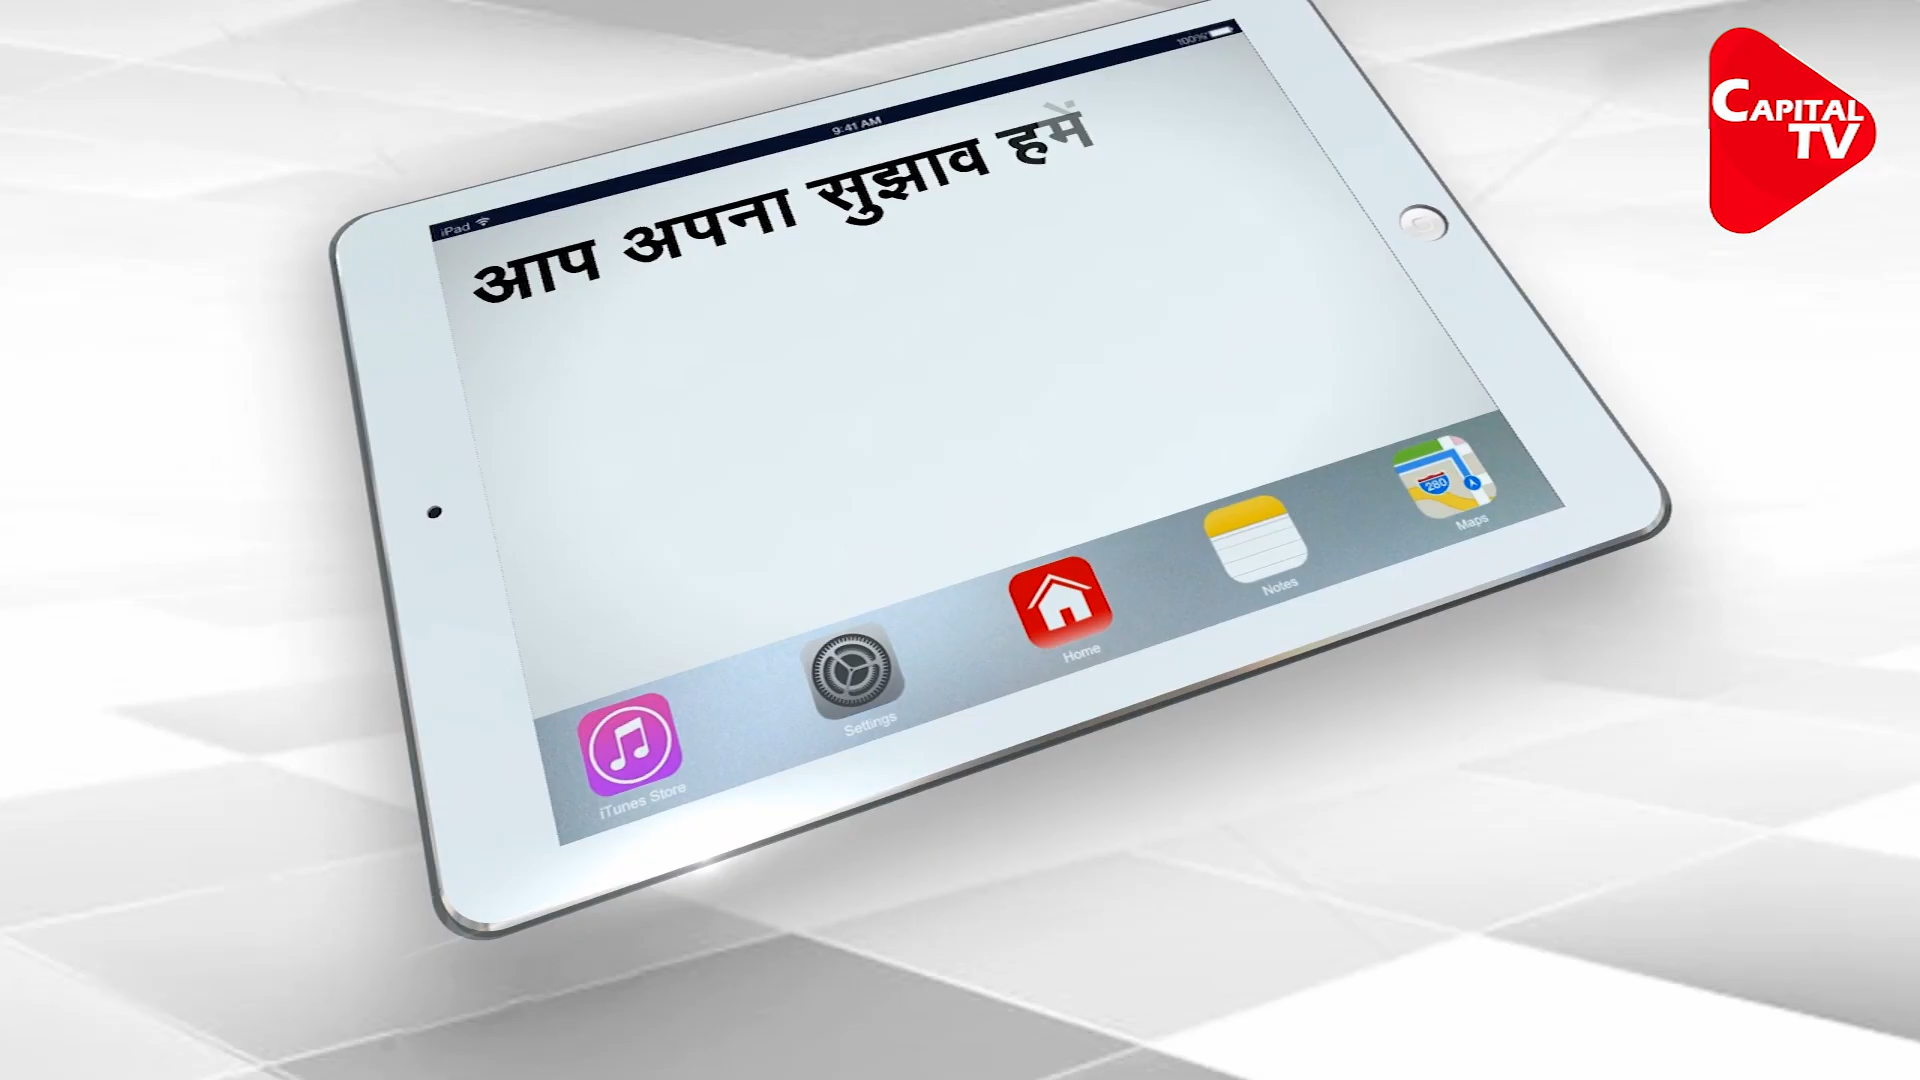 CAPITAL
TV
iPad
9:41 AM
100%
आप अपना सुझाव हमें
280
iTunes Store
Settings
Home
Notes
Maps